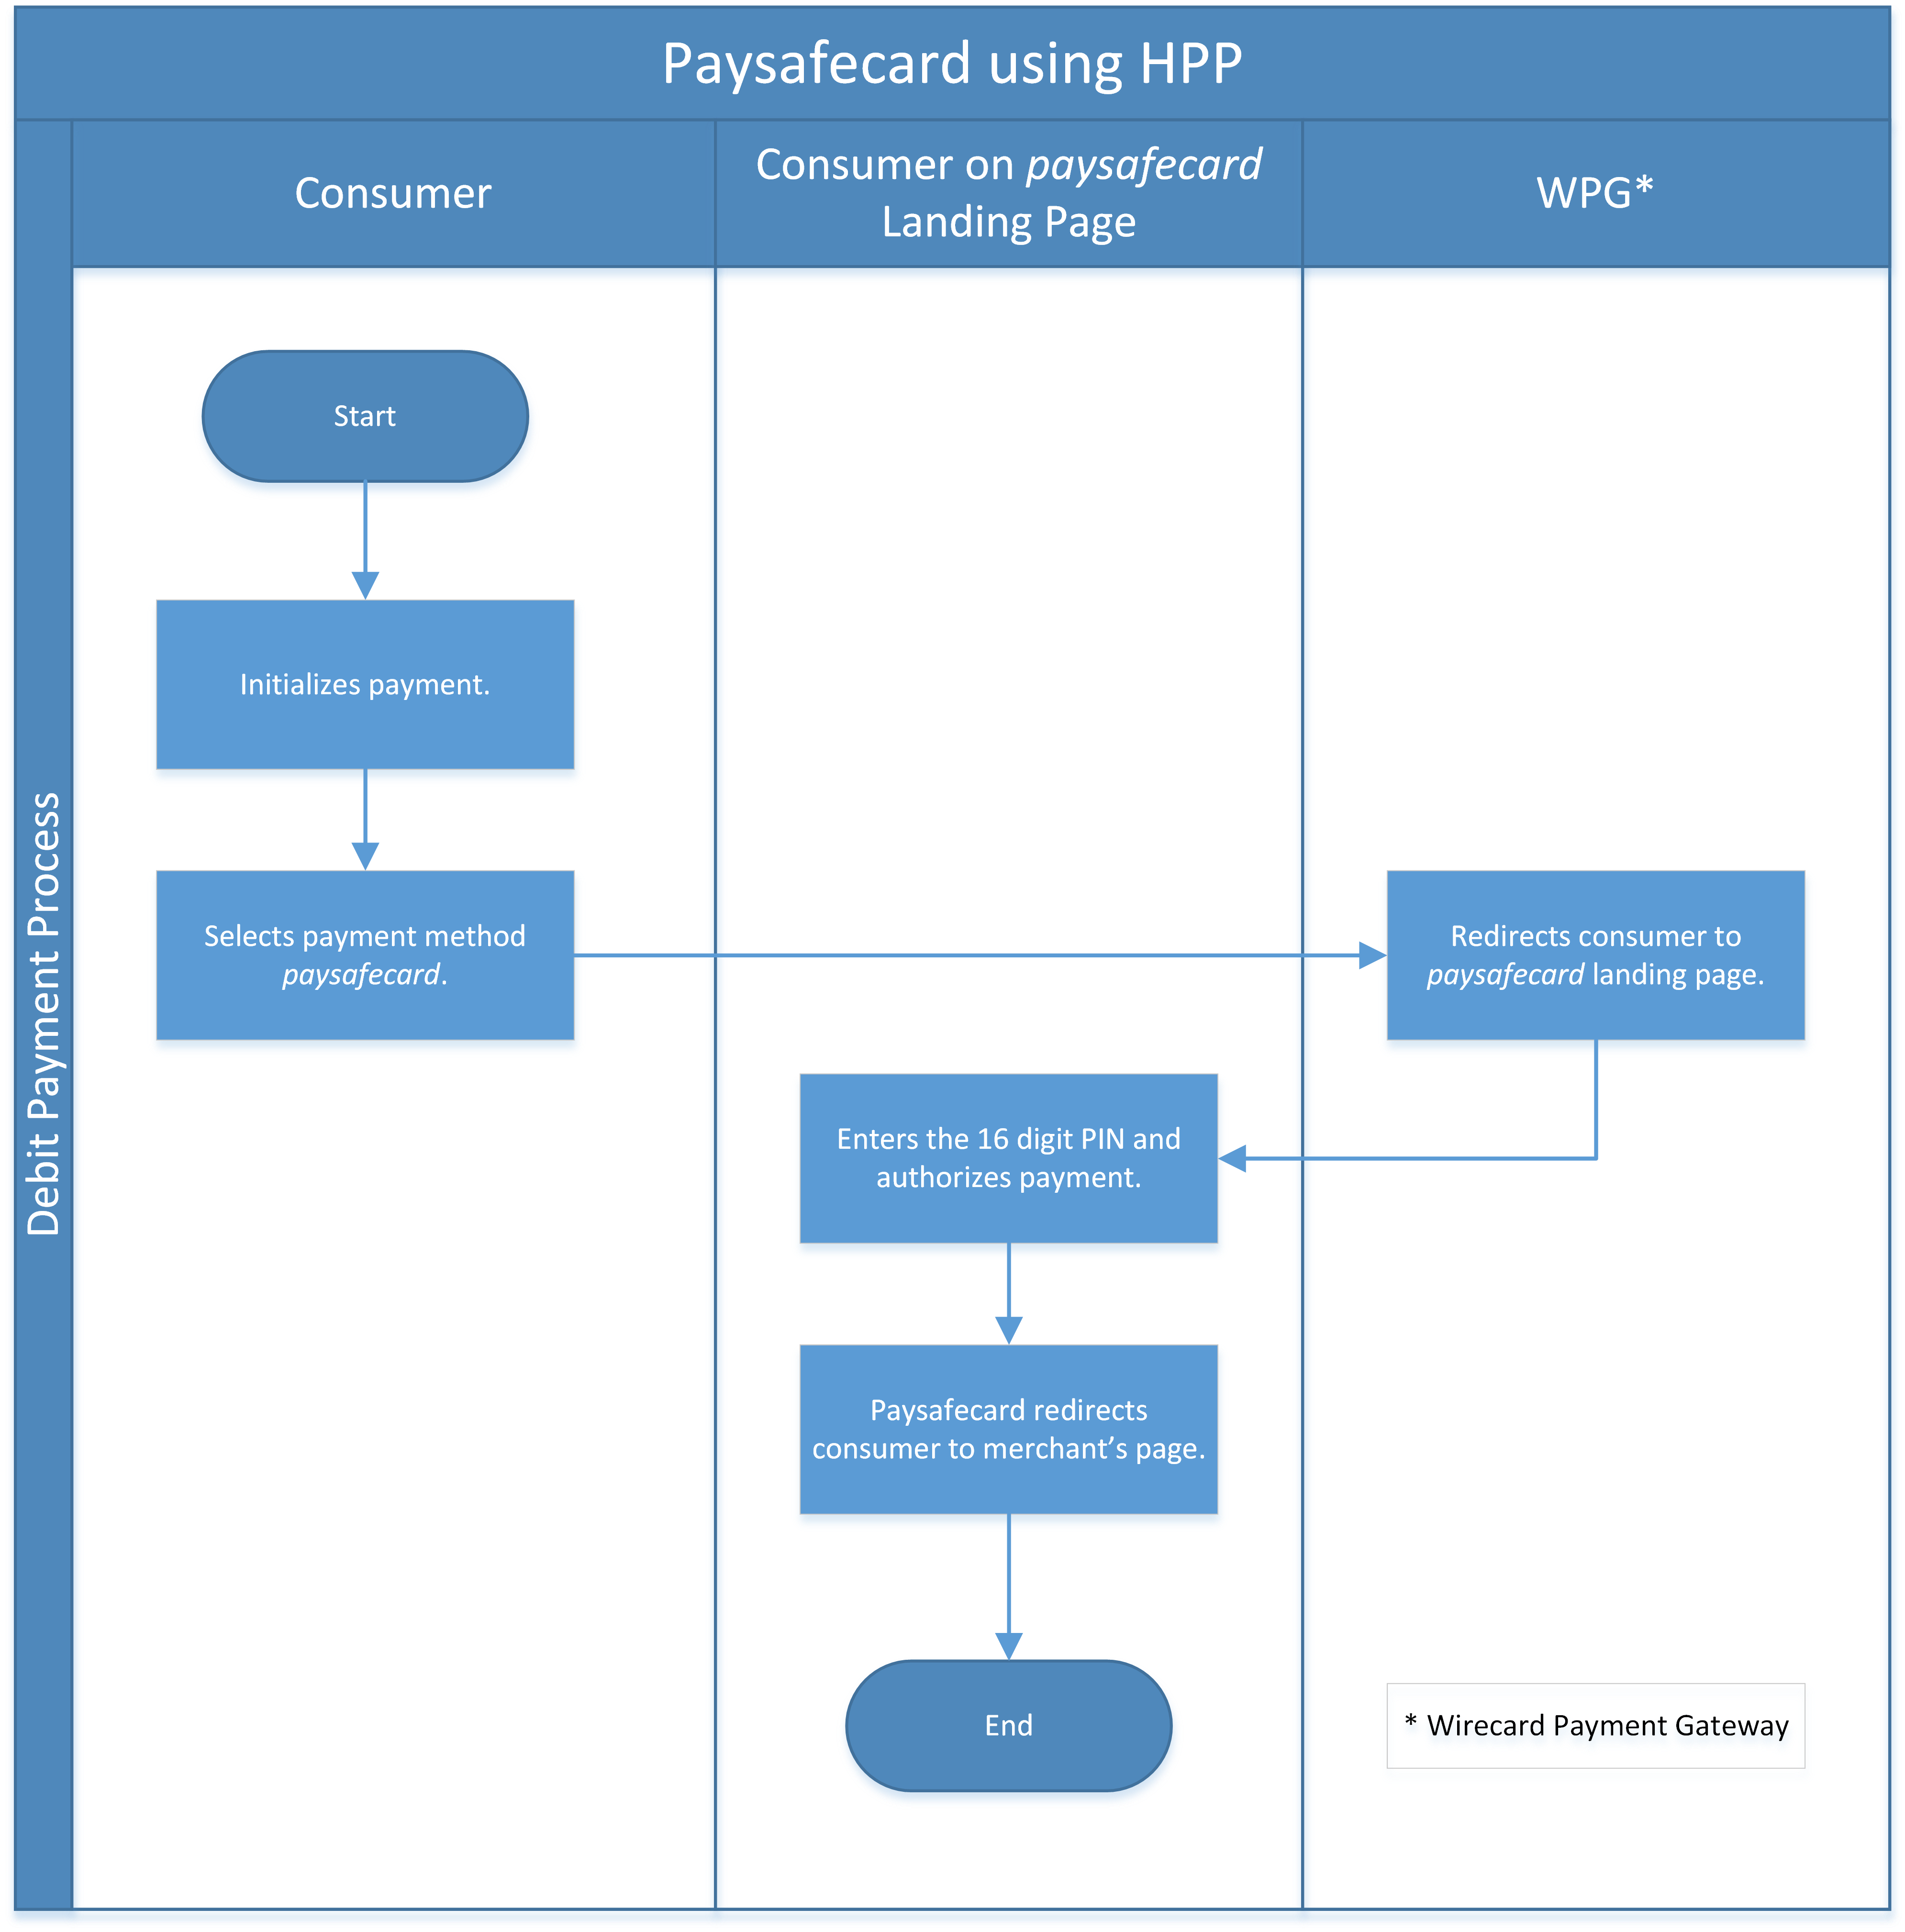 Paysafecard using HPP
Debit Payment Process
Consumer
Consumer on paysafecard
Landing Page
WPG*
Start
Initializes payment.
Selects payment method
paysafecard.
Redirects consumer to
paysafecard landing page.
Enters the 16 digit PIN and
authorizes payment.
Paysafecard redirects
consumer to merchant’s page.
End
* Wirecard Payment Gateway